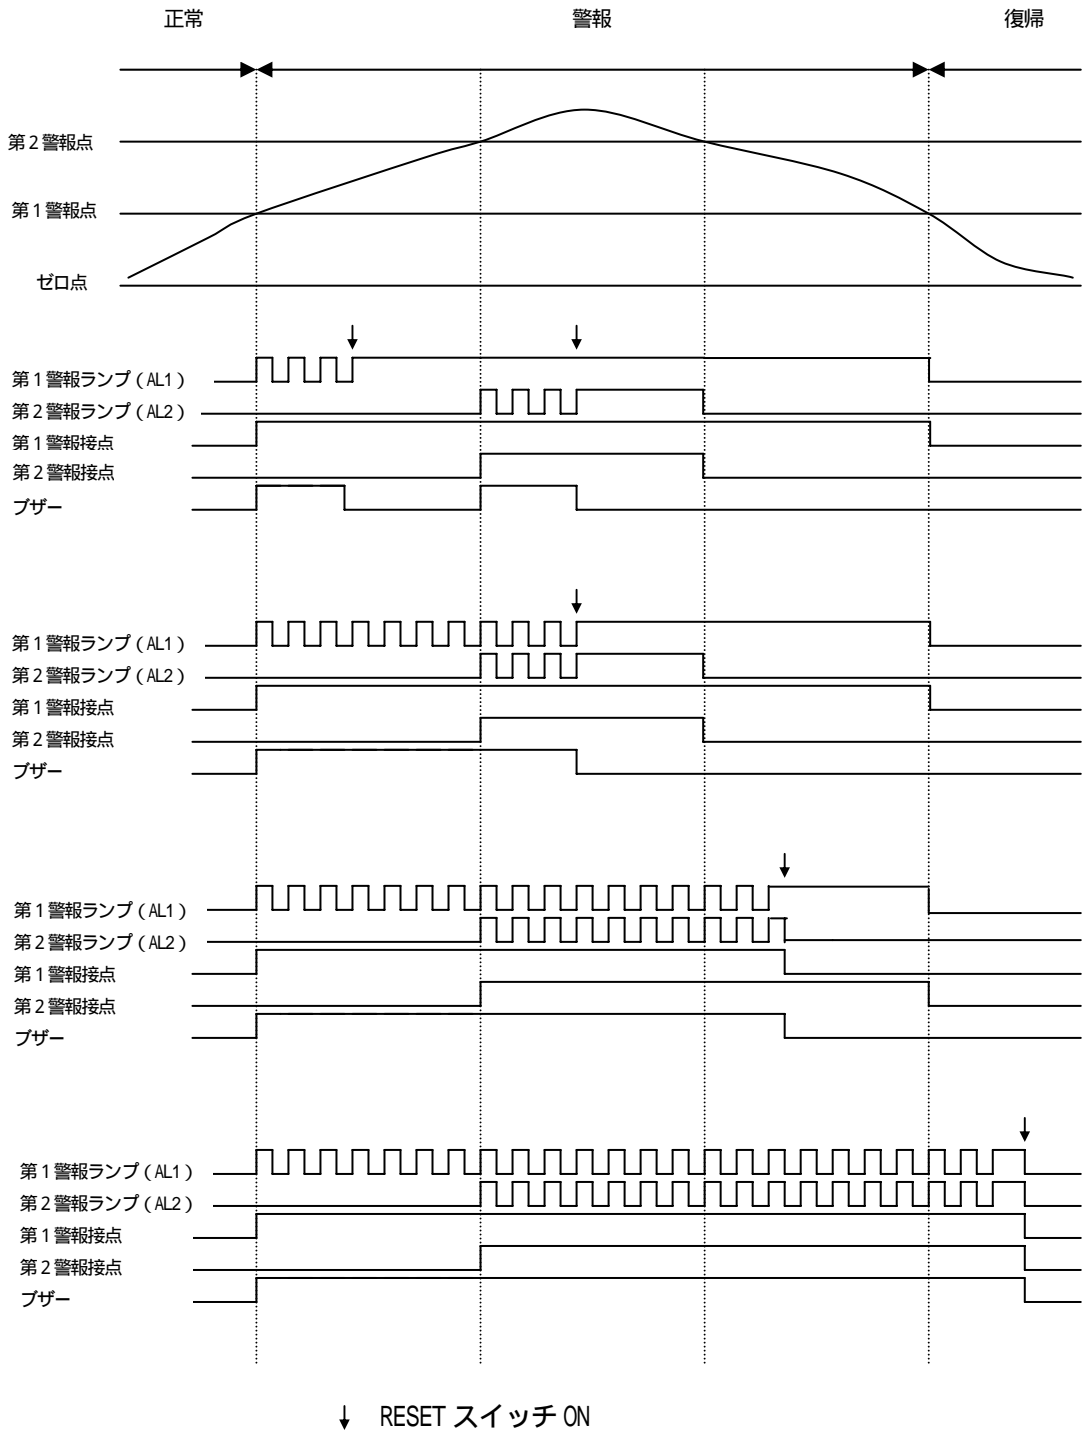 正常 警報 復帰
第2警報点
第1警報点
ゼロ点
第1警報ランプ(AL1)
第2警報ランプ(AL2)
第1警報接点
第2警報接点
ブザー
第1警報ランプ(AL1)
第2警報ランプ(AL2)
第1警報接点
第2警報接点
ブザー
第1警報ランプ(AL1)
第2警報ランプ(AL2)
第1警報接点
第2警報接点
ブザー
第1警報ランプ(AL1)
第2警報ランプ(AL2)
第1警報接点
第2警報接点
ブザー
↓ RESET スイッチ ON